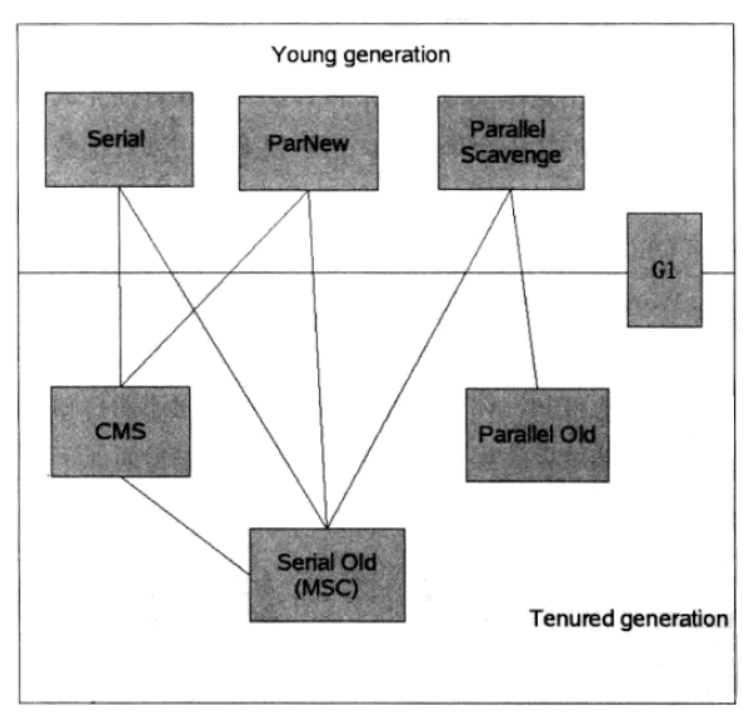 Young generation
Serial
ParNew
Parallel
Scavenge
G1
CMS
Parallel Old
Serial Old
(MSC)
Tenured generation